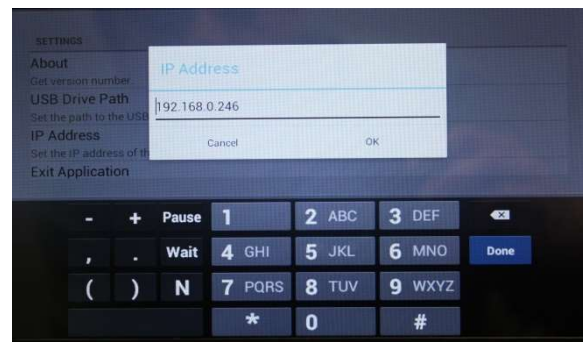 SETTINGS
About
Get version number
USB Drive Path
Set the path to the USB
IP Address
Set the IP address of th
Exit Application
IP Address
192.168.0.246
Cancel OK
- + Pause 1 2 ABC 3 DEF
, . Wait 4 GHI 5 JKL 6 MNO Done
( ) N 7 PQRS 8 TUV 9 WXYZ
* 0 #